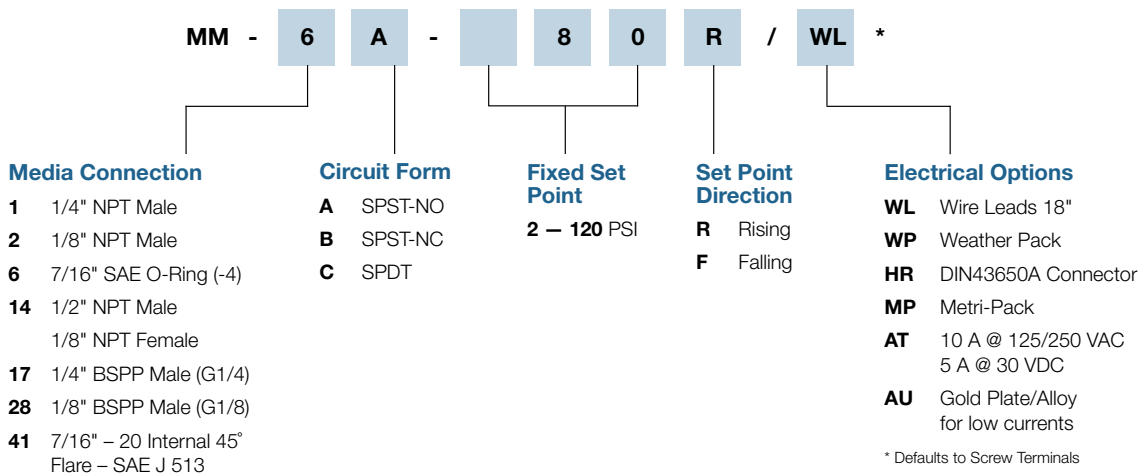 MM - 6 A - 8 0 R / WL *
Media Connection
1 1/4" NPT Male
2 1/8" NPT Male
6 7/16" SAE O-Ring (-4)
14 1/2" NPT Male
1/8" NPT Female
17 1/4" BSPP Male (G1/4)
28 1/8" BSPP Male (G1/8)
41 7/16" – 20 Internal 45˚
Flare – SAE J 513
Circuit Form
A SPST-NO
B SPST-NC
C SPDT
Fixed Set
Point
2 — 120 PSI
Set Point
Direction
R Rising
F Falling
Electrical Options
WL Wire Leads 18"
WP Weather Pack
HR DIN43650A Connector
MP Metri-Pack
AT 10 A @ 125/250 VAC
5 A @ 30 VDC
AU Gold Plate/Alloy
for low currents
* Defaults to Screw Terminals